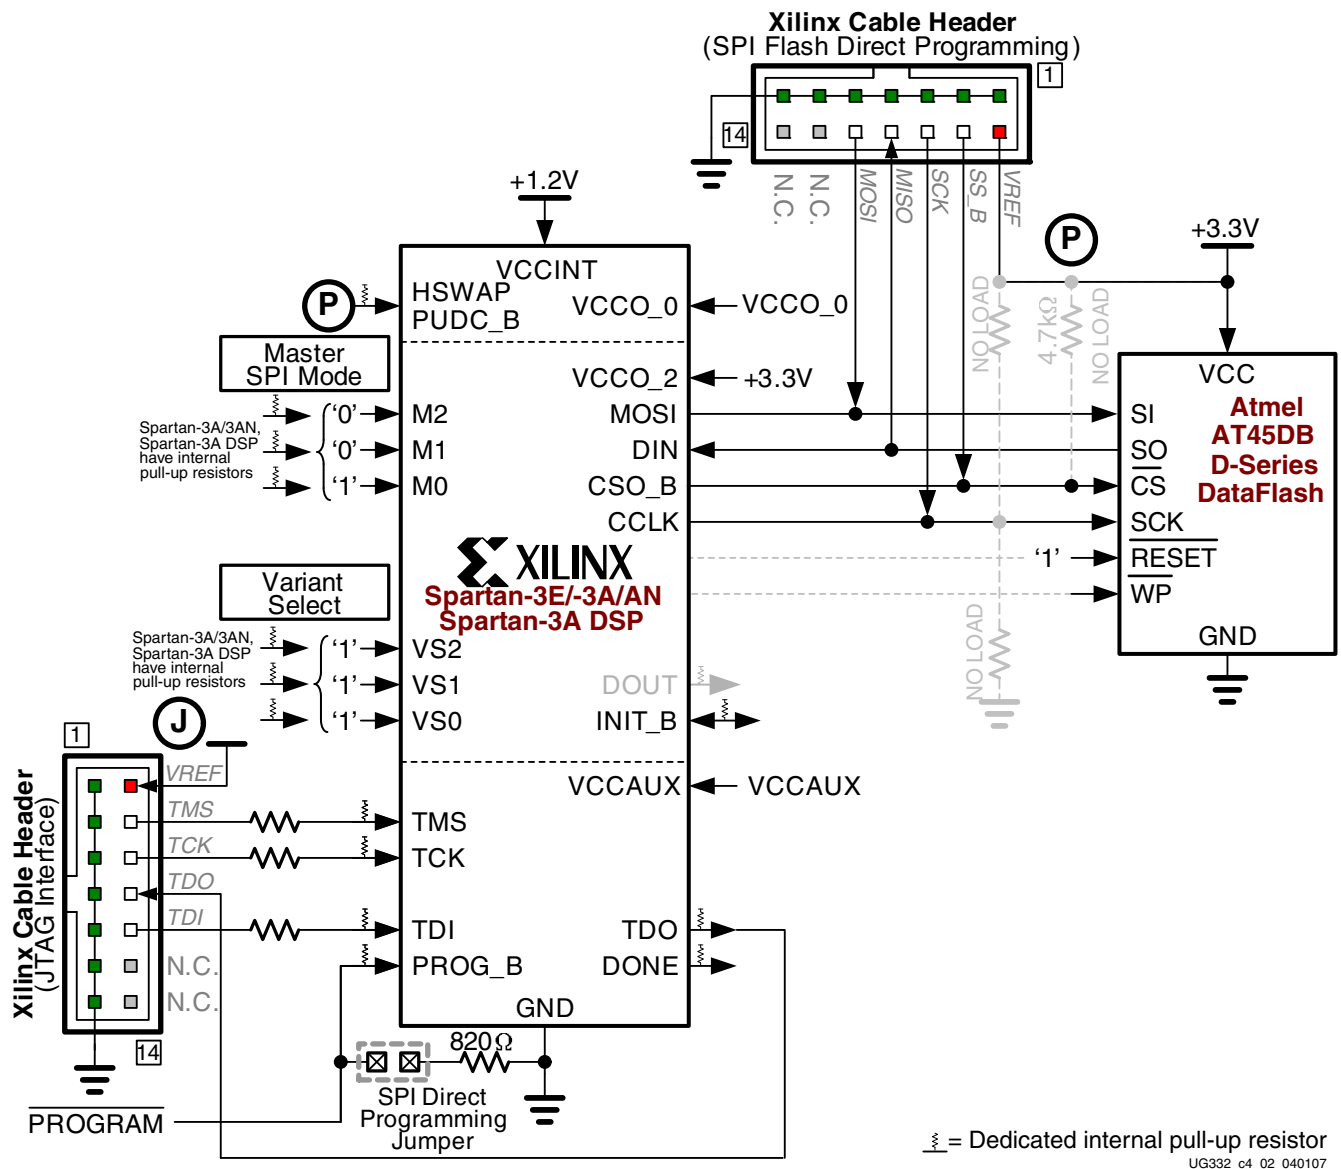 Xilinx Cable Header
(SPI Flash Direct Programming)
1
14
N.C.
N.C.
MOSI
MISO
SCK
SS_B
VREF
+1.2V
P
+3.3V
P
VCCINT
HSWAP
PUDC_B
VCCO_0
VCCO_0
NO LOAD
4.7kΩ
NO LOAD
Master
SPI Mode
VCCO_2
+3.3V
VCC
Spartan-3A/3AN,
Spartan-3A DSP
have internal
pull-up resistors
'0'
M2
'0'
M1
'1'
M0
MOSI
DIN
CSO_B
CCLK
SI
SO
CS
SCK
'1'
RESET
WP
GND
Atmel
AT45DB
D-Series
DataFlash
XILINX
Spartan-3E/-3A/AN
Spartan-3A DSP
Variant
Select
Spartan-3A/3AN,
Spartan-3A DSP
have internal
pull-up resistors
'1'
VS2
'1'
VS1
'1'
VS0
DOUT
INIT_B
NO LOAD
J
1
Xilinx Cable Header
(JTAG Interface)
VREF
TMS
TCK
TDO
TDI
N.C.
N.C.
14
VCCAUX
VCCAUX
TMS
TCK
TDI
PROG_B
TDO
DONE
GND
820Ω
SPI Direct
Programming
Jumper
PROGRAM
= Dedicated internal pull-up resistor
UG332_c4_02_040107